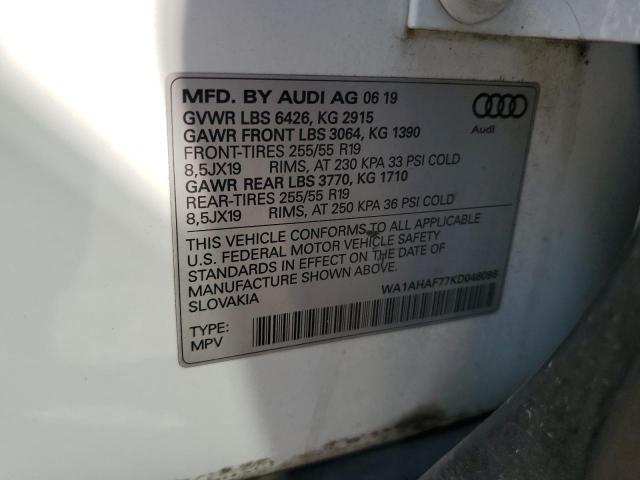 MFD. BY AUDI AG 06 19
GVWR LBS 6426, KG 2915
GAWR FRONT LBS 3064, KG 1390
FRONT-TIRES 255/55 R19
8,5JX19 RIMS, AT 230 KPA 33 PSI COLD
GAWR REAR LBS 3770, KG 1710
REAR-TIRES 255/55 R19
8,5JX19 RIMS, AT 250 KPA 36 PSI COLD
Audi
THIS VEHICLE CONFORMS TO ALL APPLICABLE
U.S. FEDERAL MOTOR VEHICLE SAFETY
STANDARDS IN EFFECT ON THE DATE OF
MANUFACTURE SHOWN ABOVE.
SLOVAKIA
WA1AHAF77KD048098
TYPE:
MPV